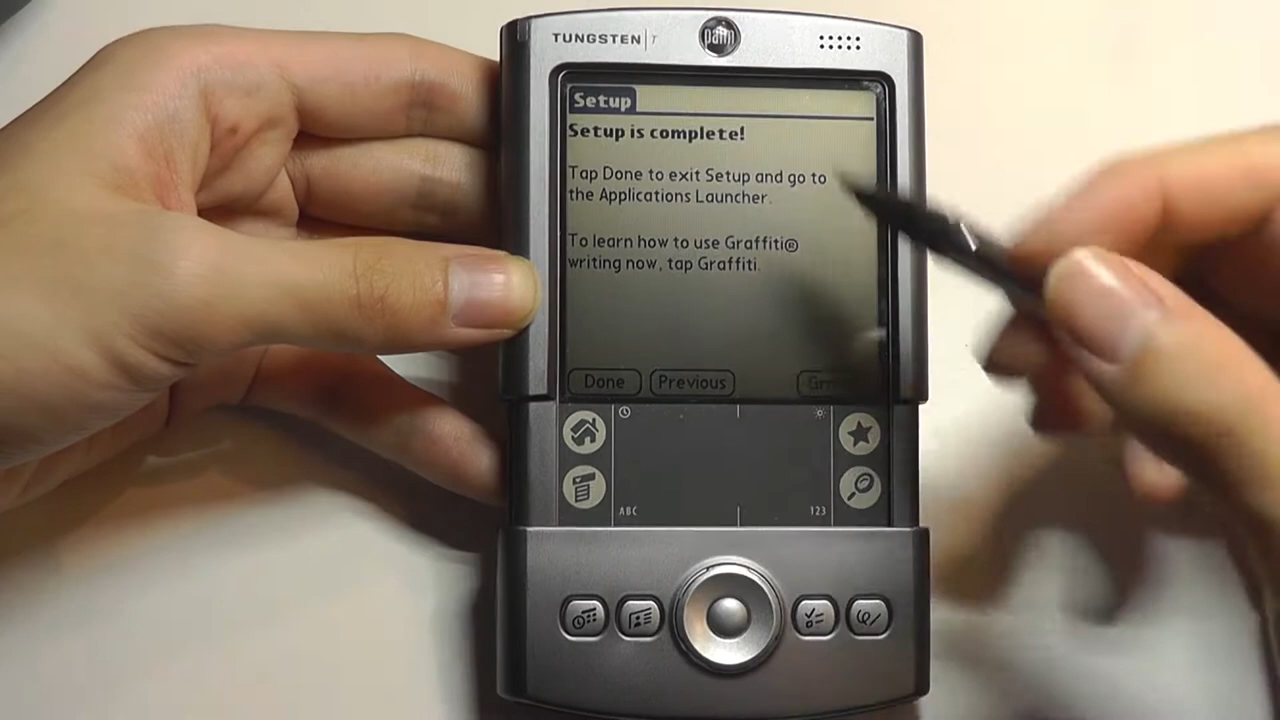 TUNGSTEN | T
palm
Setup
Setup is complete!
Tap Done to exit Setup and go to
the Applications Launcher.
To learn how to use Graffiti®
writing now, tap Graffiti.
Done Previous
ABC 123